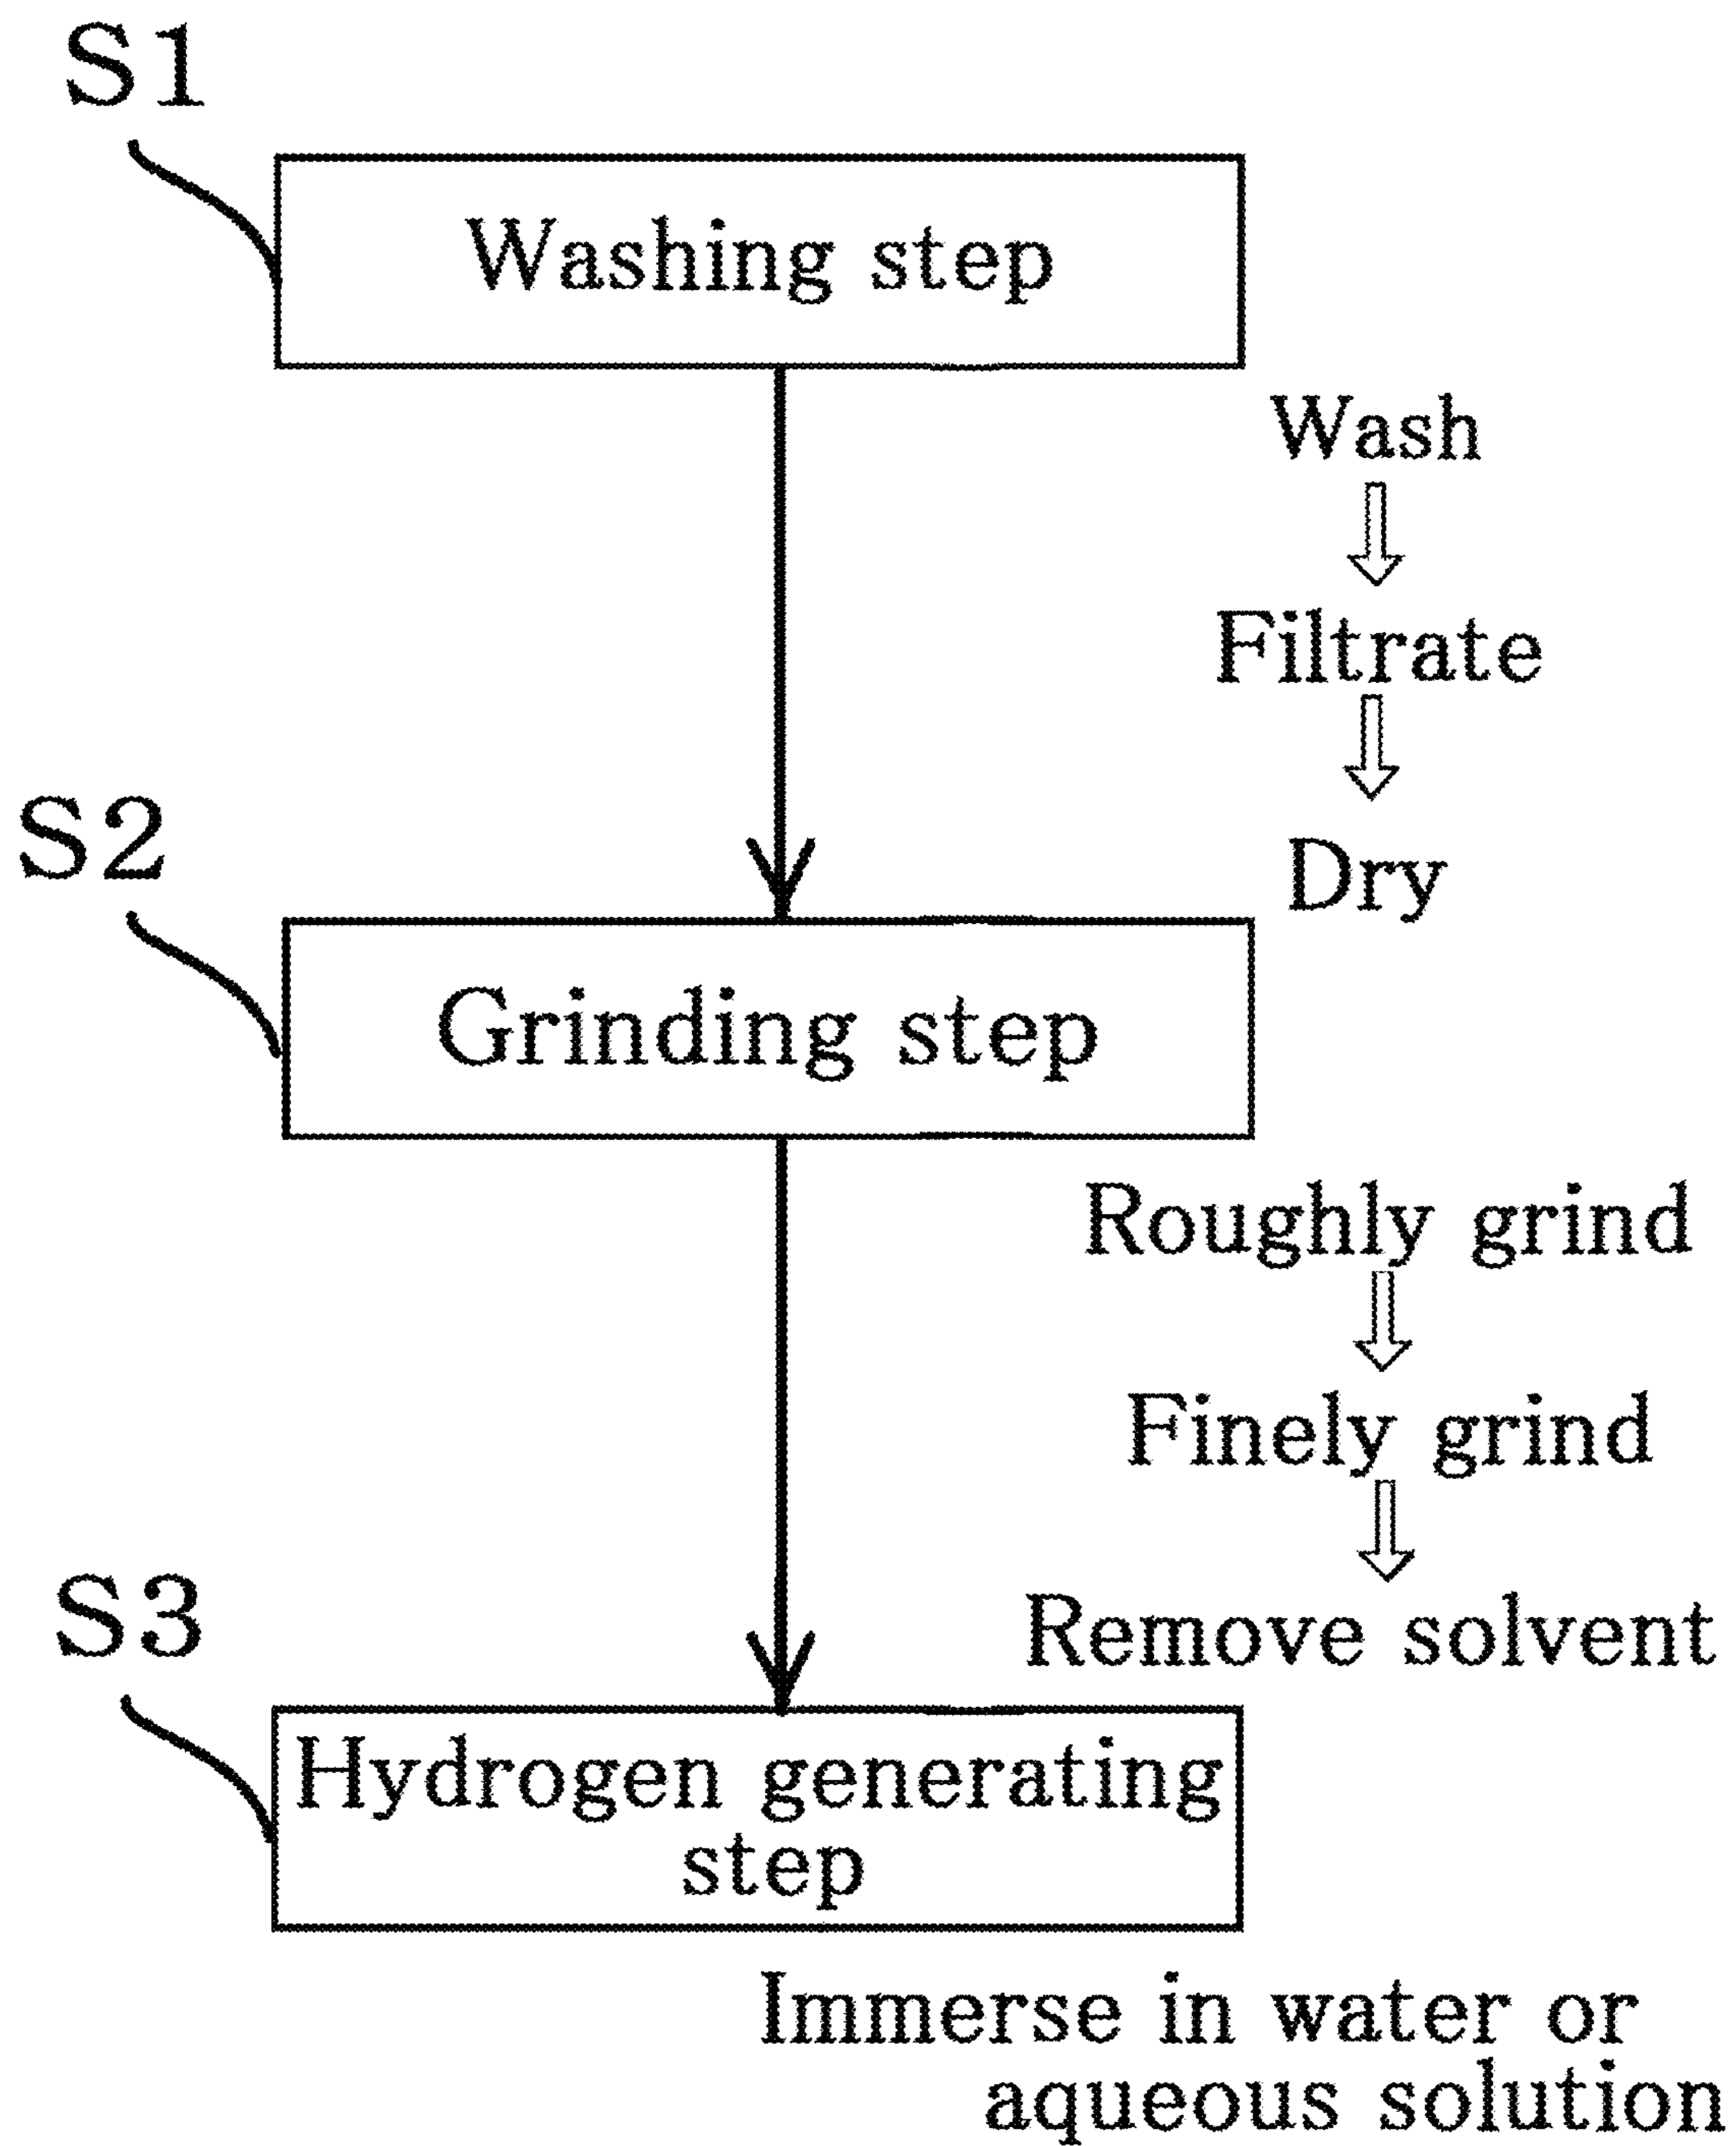 S1
Washing step
Wash
Filtrate
Dry
S2
Grinding step
Roughly grind
Finely grind
Remove solvent
S3
Hydrogen generating
step
Immerse in water or
aqueous solution